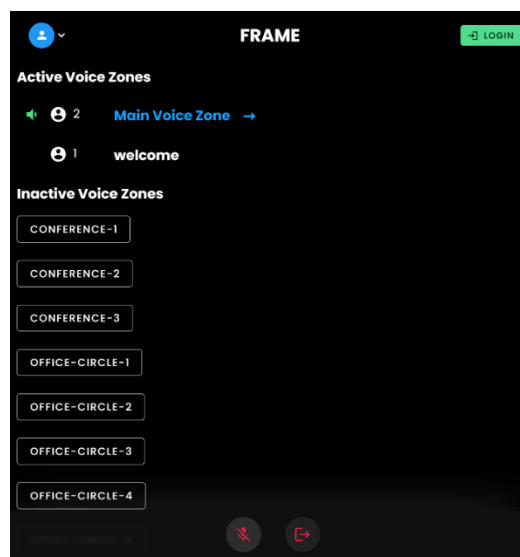 FRAME
LOGIN
Active Voice Zones
2 Main Voice Zone →
1 welcome
Inactive Voice Zones
CONFERENCE-1
CONFERENCE-2
CONFERENCE-3
OFFICE-CIRCLE-1
OFFICE-CIRCLE-2
OFFICE-CIRCLE-3
OFFICE-CIRCLE-4